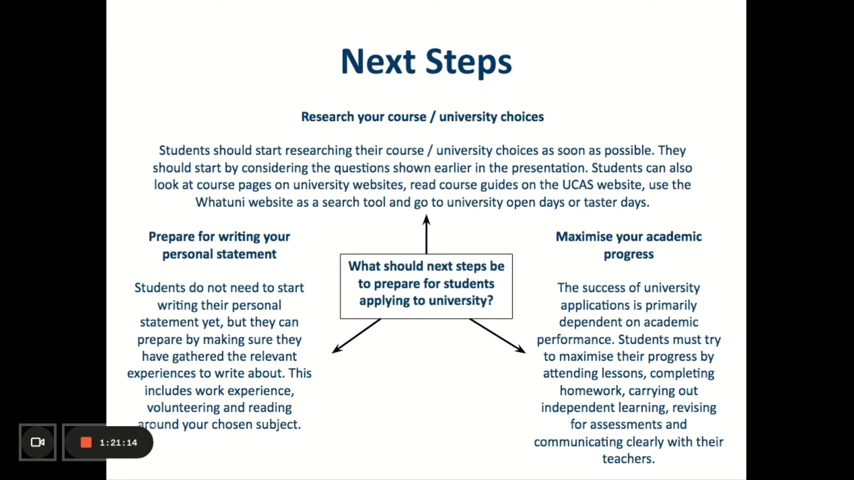 Next Steps
Research your course / university choices
Students should start researching their course / university choices as soon as possible. They
should start by considering the questions shown earlier in the presentation. Students can also
look at course pages on university websites, read course guides on the UCAS website, use the
Whatuni website as a search tool and go to university open days or taster days.
Prepare for writing your
personal statement
Students do not need to start
writing their personal
statement yet, but they can
prepare by making sure they
have gathered the relevant
experiences to write about. This
includes work experience,
volunteering and reading
around your chosen subject.
What should next steps be
to prepare for students
applying to university?
Maximise your academic
progress
The success of university
applications is primarily
dependent on academic
performance. Students must try
to maximise their progress by
attending lessons, completing
homework, carrying out
independent learning, revising
for assessments and
communicating clearly with their
teachers.
1:21:14